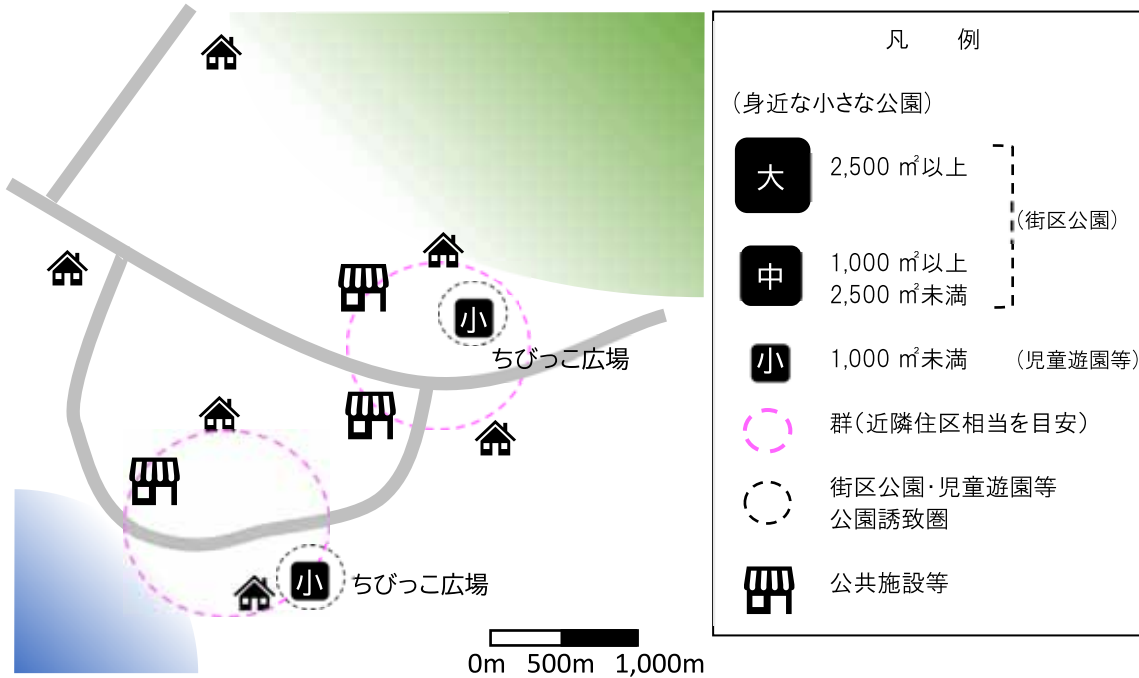 凡　例
(身近な小さな公園)
大
2,500 ㎡以上
(街区公園)
中
1,000 ㎡以上
2,500 ㎡未満
小
1,000 ㎡未満
(児童遊園等)
群(近隣住区相当を目安)
街区公園・児童遊園等
公園誘致圏
公共施設等
小
ちびっこ広場
小
ちびっこ広場
0m 500m 1,000m